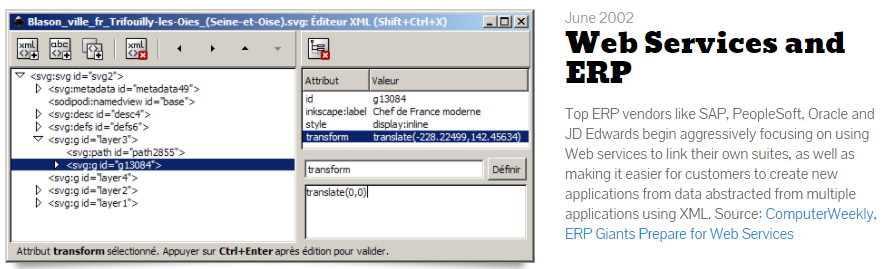 Blason_ville_fr_Trifouilly-les-Oies_(Seine-et-Oise).svg: Éditeur XML (Shift+Ctrl+X)
xml abc xml
<svg:svg id="svg2">
<svg:metadata id="metadata49">
<sodipodi:namedview id="base">
<svg:desc id="desc4">
<svg:defs id="defs6">
<svg:g id="layer3">
<svg:path id="path2855">
<svg:g id="g13084">
<svg:g id="layer4">
<svg:g id="layer2">
<svg:g id="layer1">
Attribut Valeur
id g13084
inkscape:label Chef de France moderne
style display:inline
transform translate(-228.22499,142.45634)
transform Définir
translate(0,0)
Attribut transform sélectionné. Appuyer sur Ctrl+Enter après édition pour valider.
June 2002
Web Services and
ERP
Top ERP vendors like SAP, PeopleSoft, Oracle and
JD Edwards begin aggressively focusing on using
Web services to link their own suites, as well as
making it easier for customers to create new
applications from data abstracted from multiple
applications using XML. Source: ComputerWeekly,
ERP Giants Prepare for Web Services